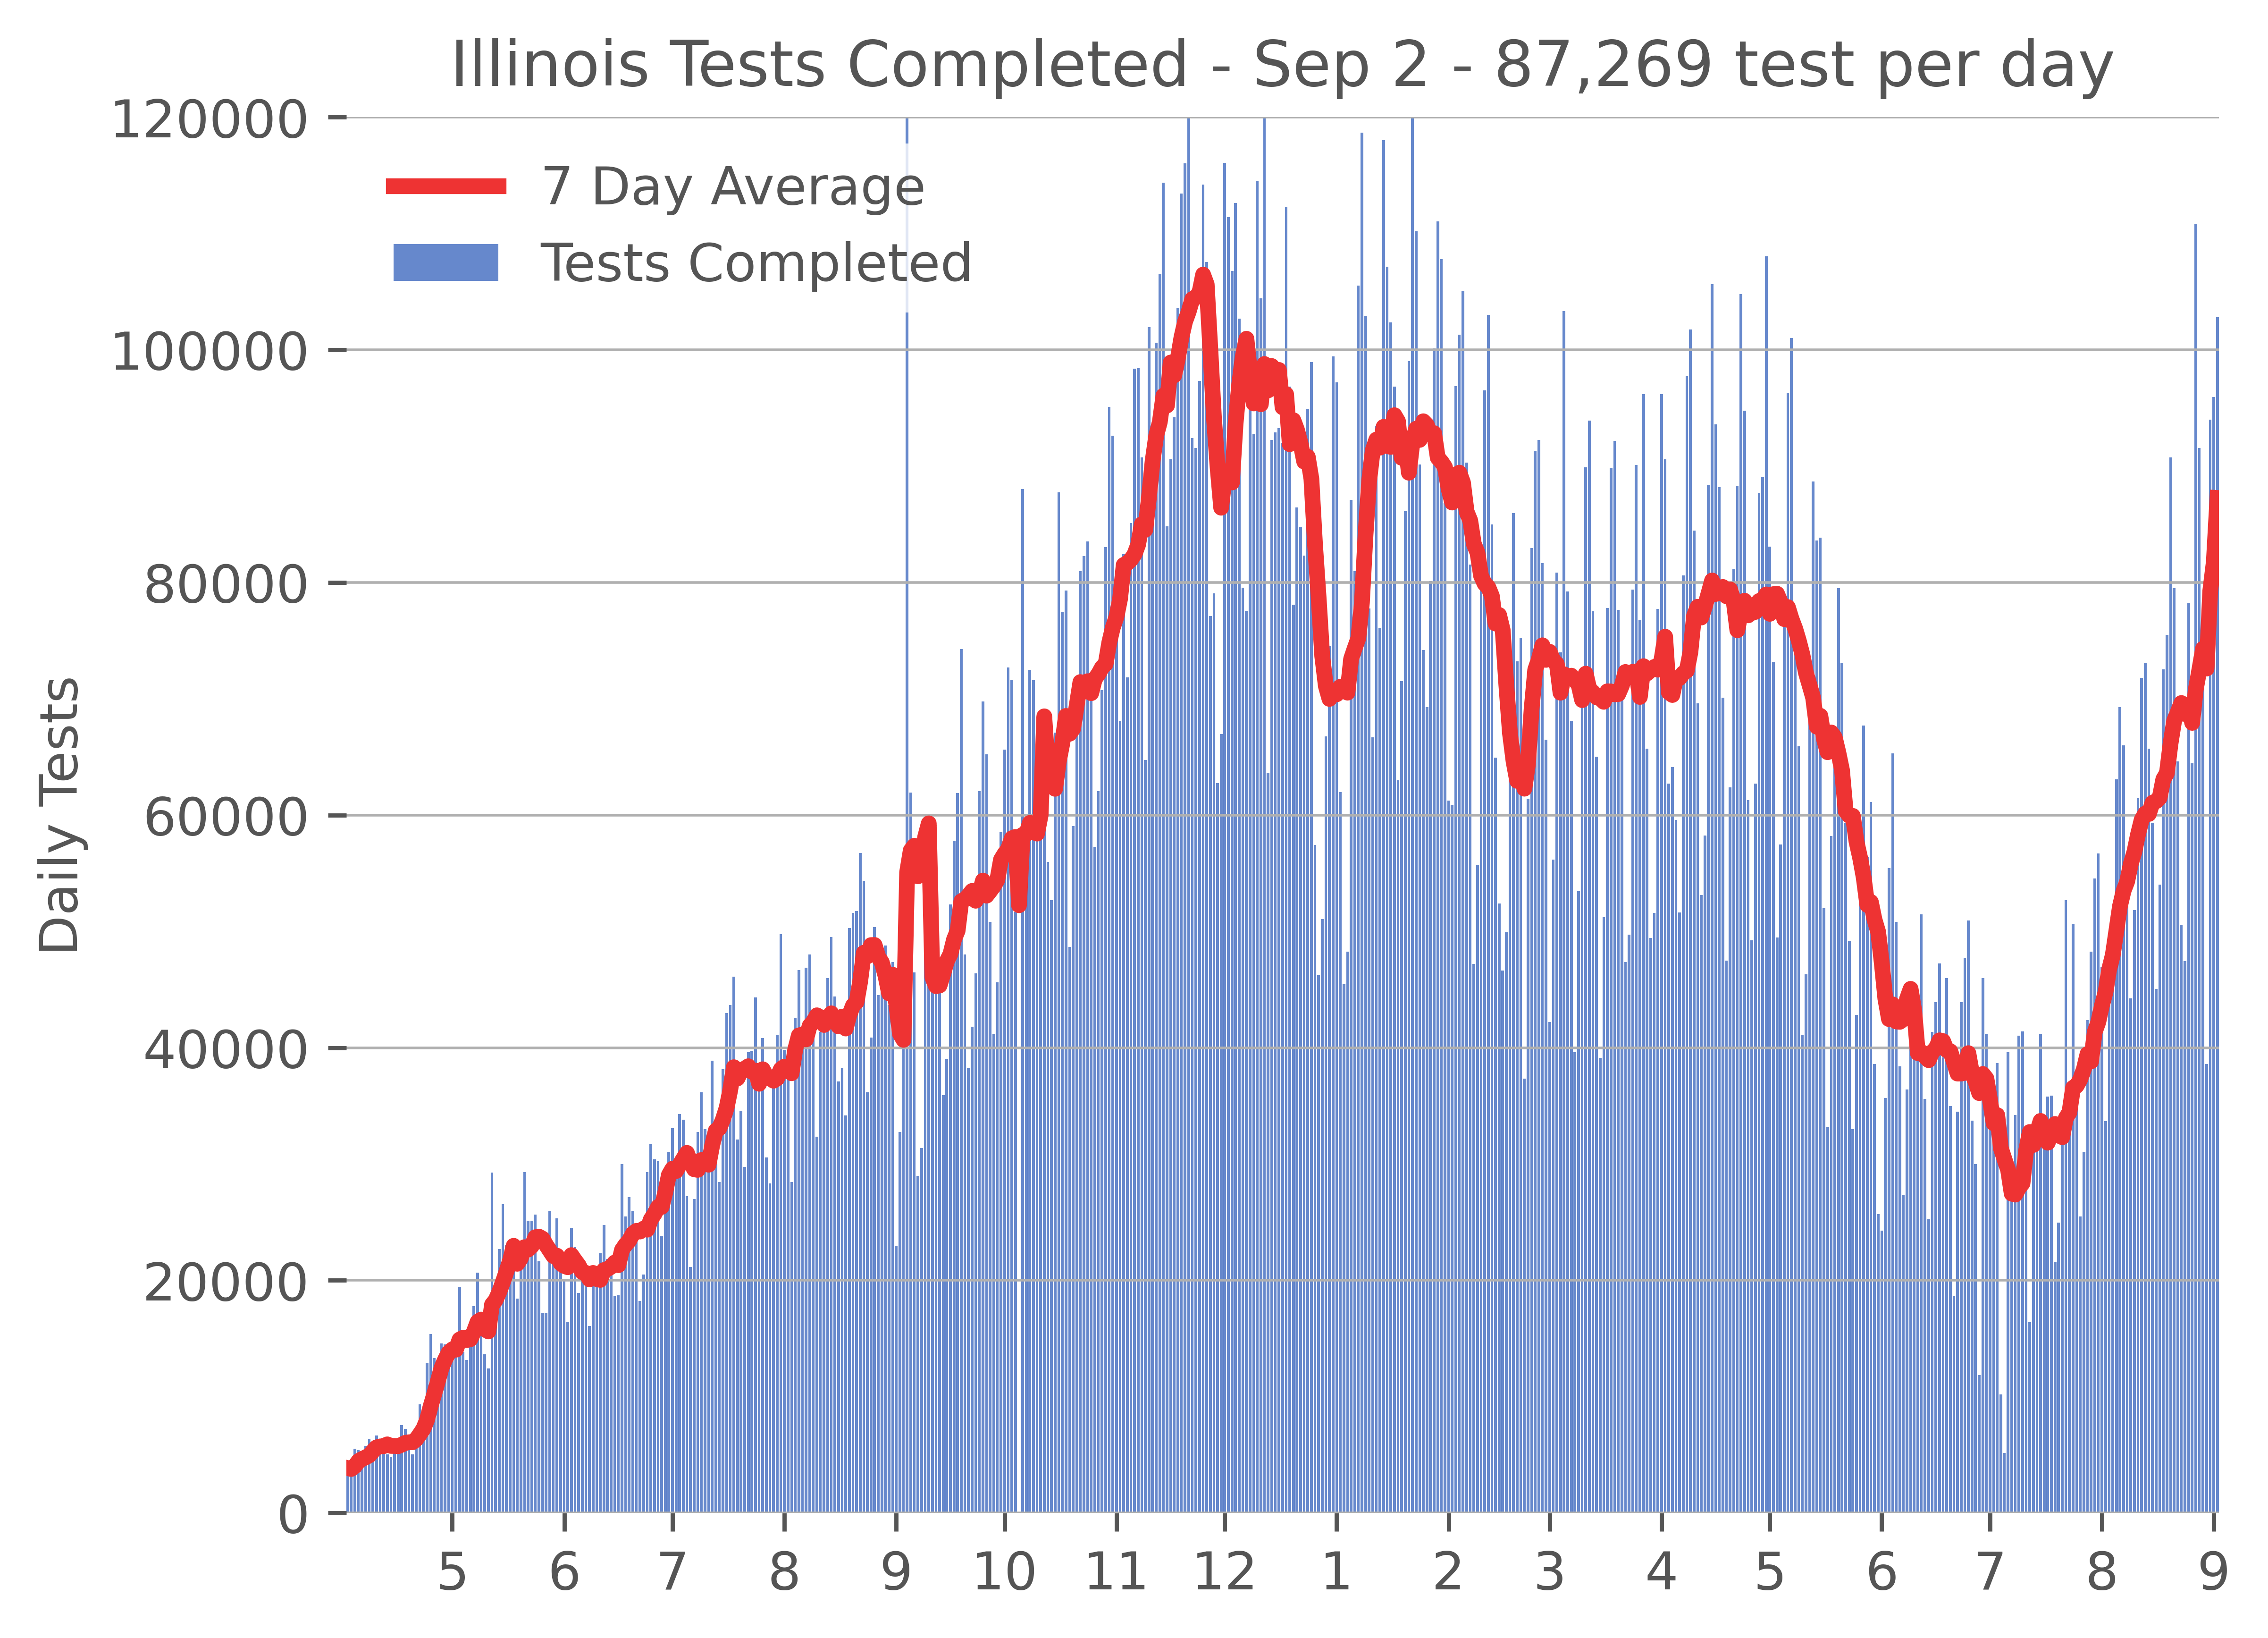 Illinois Tests Completed - Sep 2 - 87,269 test per day
120000
7 Day Average
Tests Completed
100000
80000
60000
40000
20000
0
Daily Tests
5 6 7 8 9 10 11 12 1 2 3 4 5 6 7 8 9